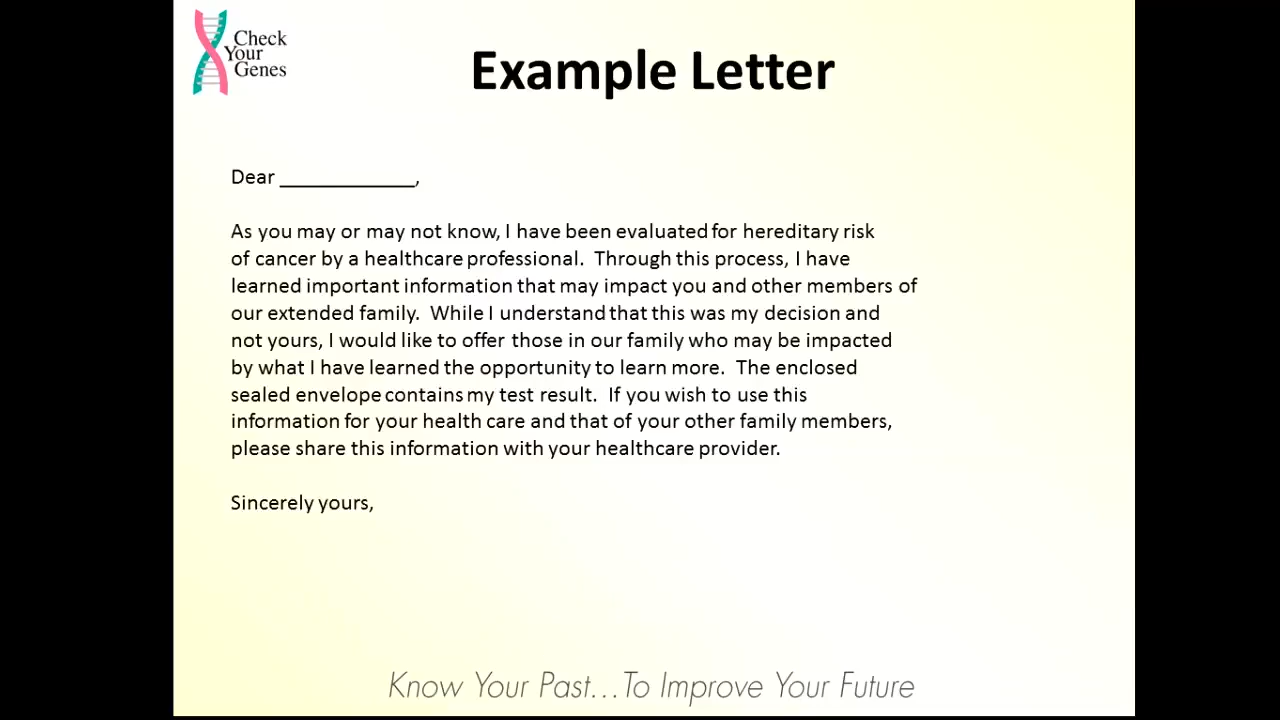 Check
Your
Genes
Example Letter
Dear ____________,
As you may or may not know, I have been evaluated for hereditary risk
of cancer by a healthcare professional.  Through this process, I have
learned important information that may impact you and other members of
our extended family.  While I understand that this was my decision and
not yours, I would like to offer those in our family who may be impacted
by what I have learned the opportunity to learn more.  The enclosed
sealed envelope contains my test result.  If you wish to use this
information for your health care and that of your other family members,
please share this information with your healthcare provider.
Sincerely yours,
Know Your Past...To Improve Your Future